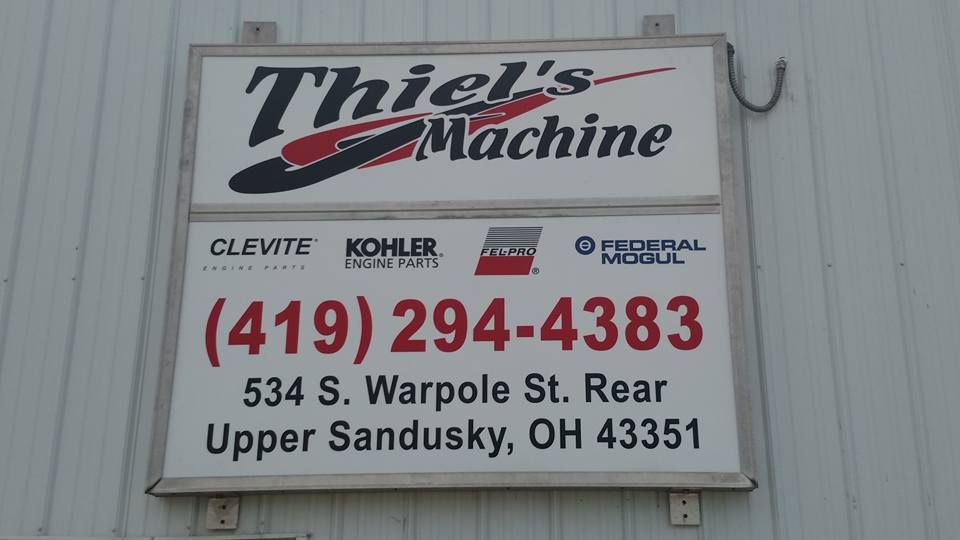 Thiel's
Machine
CLEVITE®
ENGINE PARTS
KOHLER®
ENGINE PARTS
FEL-PRO®
FEDERAL
MOGUL
(419) 294-4383
534 S. Warpole St. Rear
Upper Sandusky, OH 43351